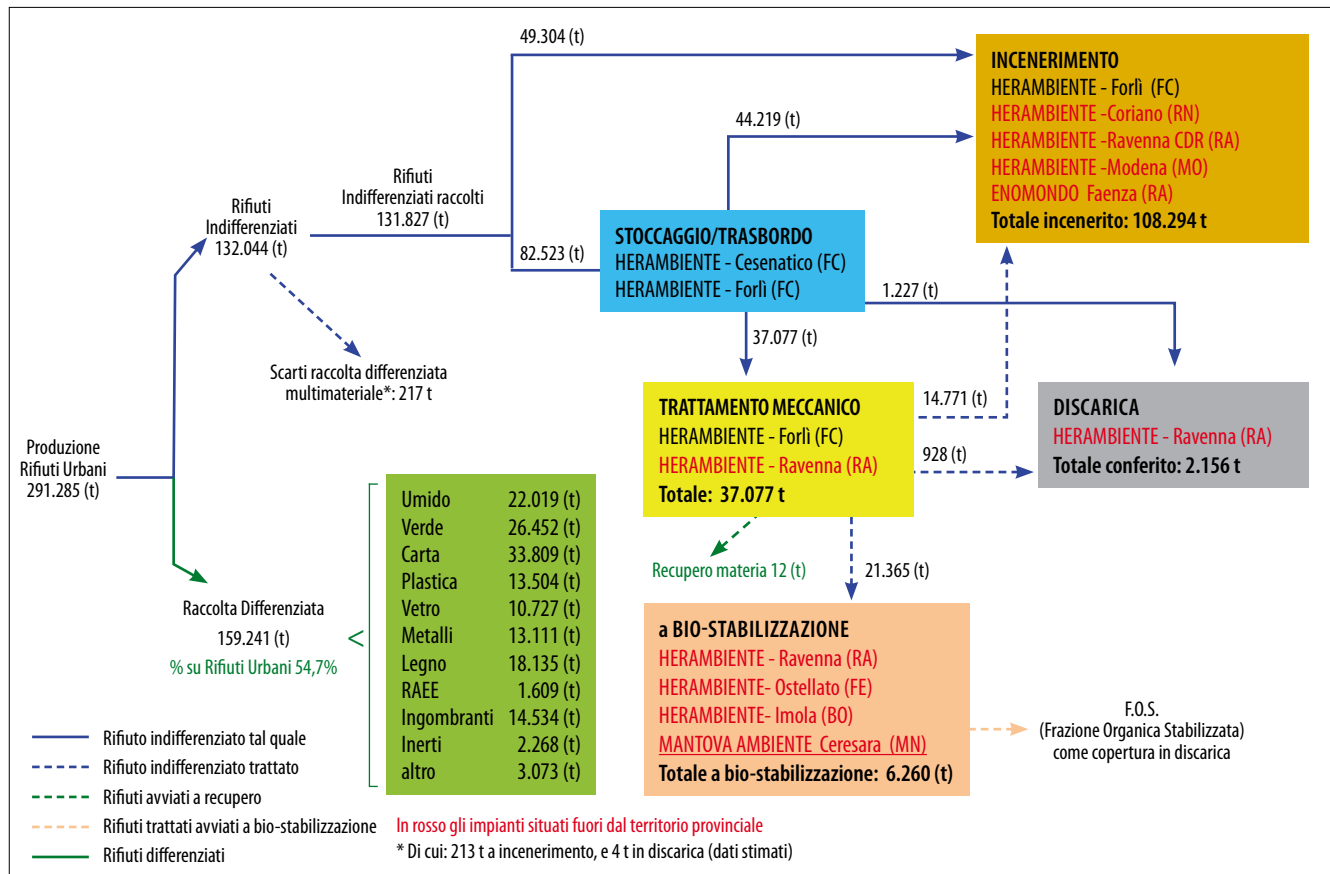 49.304 (t)
INCENERIMENTO
HERAMBIENTE - Forlì (FC)
HERAMBIENTE -Coriano (RN)
HERAMBIENTE -Ravenna CDR (RA)
HERAMBIENTE -Modena (MO)
ENOMONDO Faenza (RA)
Totale incenerito: 108.294 t
44.219 (t)
Rifiuti
Indifferenziati raccolti
131.827 (t)
Rifiuti
Indifferenziati
132.044 (t)
82.523 (t)
STOCCAGGIO/TRASBORDO
HERAMBIENTE - Cesenatico (FC)
HERAMBIENTE - Forlì (FC)
1.227 (t)
37.077 (t)
Scarti raccolta differenziata
multimateriale*: 217 t
TRATTAMENTO MECCANICO
HERAMBIENTE - Forlì (FC)
HERAMBIENTE - Ravenna (RA)
Totale: 37.077 t
14.771 (t)
928 (t)
DISCARICA
HERAMBIENTE - Ravenna (RA)
Totale conferito: 2.156 t
Produzione
Rifiuti Urbani
291.285 (t)
Umido 22.019 (t)
Verde 26.452 (t)
Carta 33.809 (t)
Plastica 13.504 (t)
Vetro 10.727 (t)
Metalli 13.111 (t)
Legno 18.135 (t)
RAEE 1.609 (t)
Ingombranti 14.534 (t)
Inerti 2.268 (t)
altro 3.073 (t)
Recupero materia 12 (t)
21.365 (t)
Raccolta Differenziata
159.241 (t)
% su Rifiuti Urbani 54,7%
<
a BIO-STABILIZZAZIONE
HERAMBIENTE - Ravenna (RA)
HERAMBIENTE- Ostellato (FE)
HERAMBIENTE- Imola (BO)
MANTOVA AMBIENTE Ceresara (MN)
Totale a bio-stabilizzazione: 6.260 (t)
F.O.S.
(Frazione Organica Stabilizzata)
come copertura in discarica
Rifiuto indifferenziato tal quale
Rifiuto indifferenziato trattato
Rifiuti avviati a recupero
Rifiuti trattati avviati a bio-stabilizzazione
Rifiuti differenziati
In rosso gli impianti situati fuori dal territorio provinciale
* Di cui: 213 t a incenerimento, e 4 t in discarica (dati stimati)